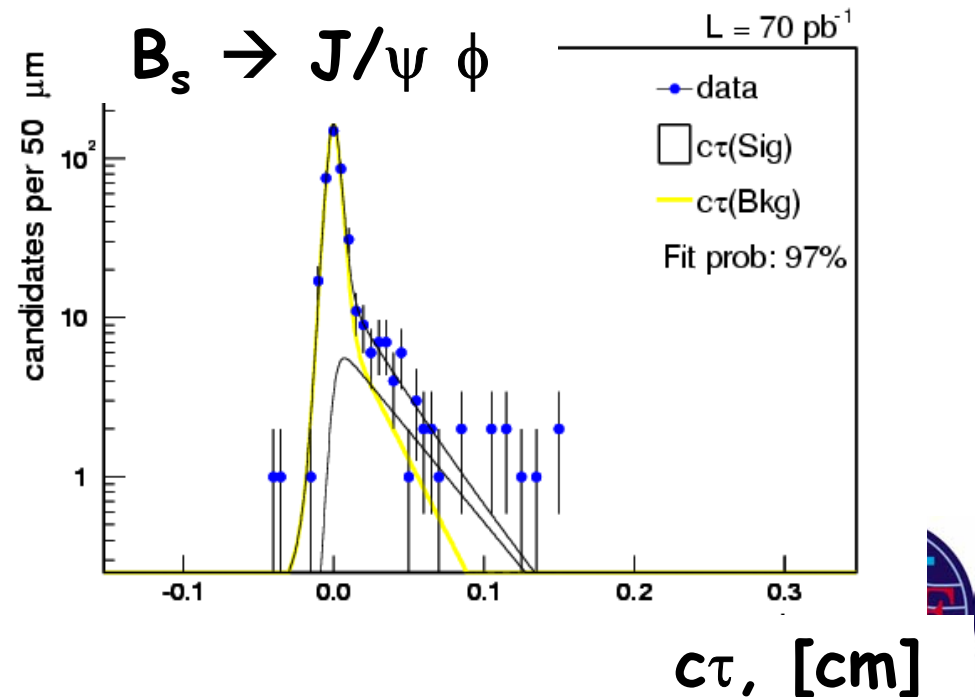 L = 70 pb⁻¹
Bₛ → J/ψ ϕ
data
cτ(Sig)
cτ(Bkg)
Fit prob: 97%
candidates per 50 μm
10²
10
1
-0.1 0.0 0.1 0.2 0.3
cτ, [cm]